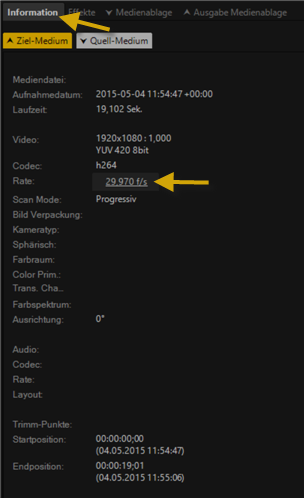 Information Effekte Medienablage Ausgabe Medienablage
Ziel-Medium Quell-Medium
Mediendatei:
Aufnahmedatum: 2015-05-04 11:54:47 +00:00
Laufzeit: 19,102 Sek.
Video: 1920x1080 : 1,000
YUV 420 8bit
Codec: h264
Rate: 29,970 f/s
Scan Mode: Progressiv
Bild Verpackung:
Kameratyp:
Sphärisch:
Farbraum:
Color Prim.:
Trans. Cha..
Farbspektrum:
Ausrichtung: 0°
Audio:
Codec:
Rate:
Layout:
Trimm-Punkte:
Startposition: 00:00:00;00
(04.05.2015 11:54:47)
Endposition: 00:00:19;01
(04.05.2015 11:55:06)